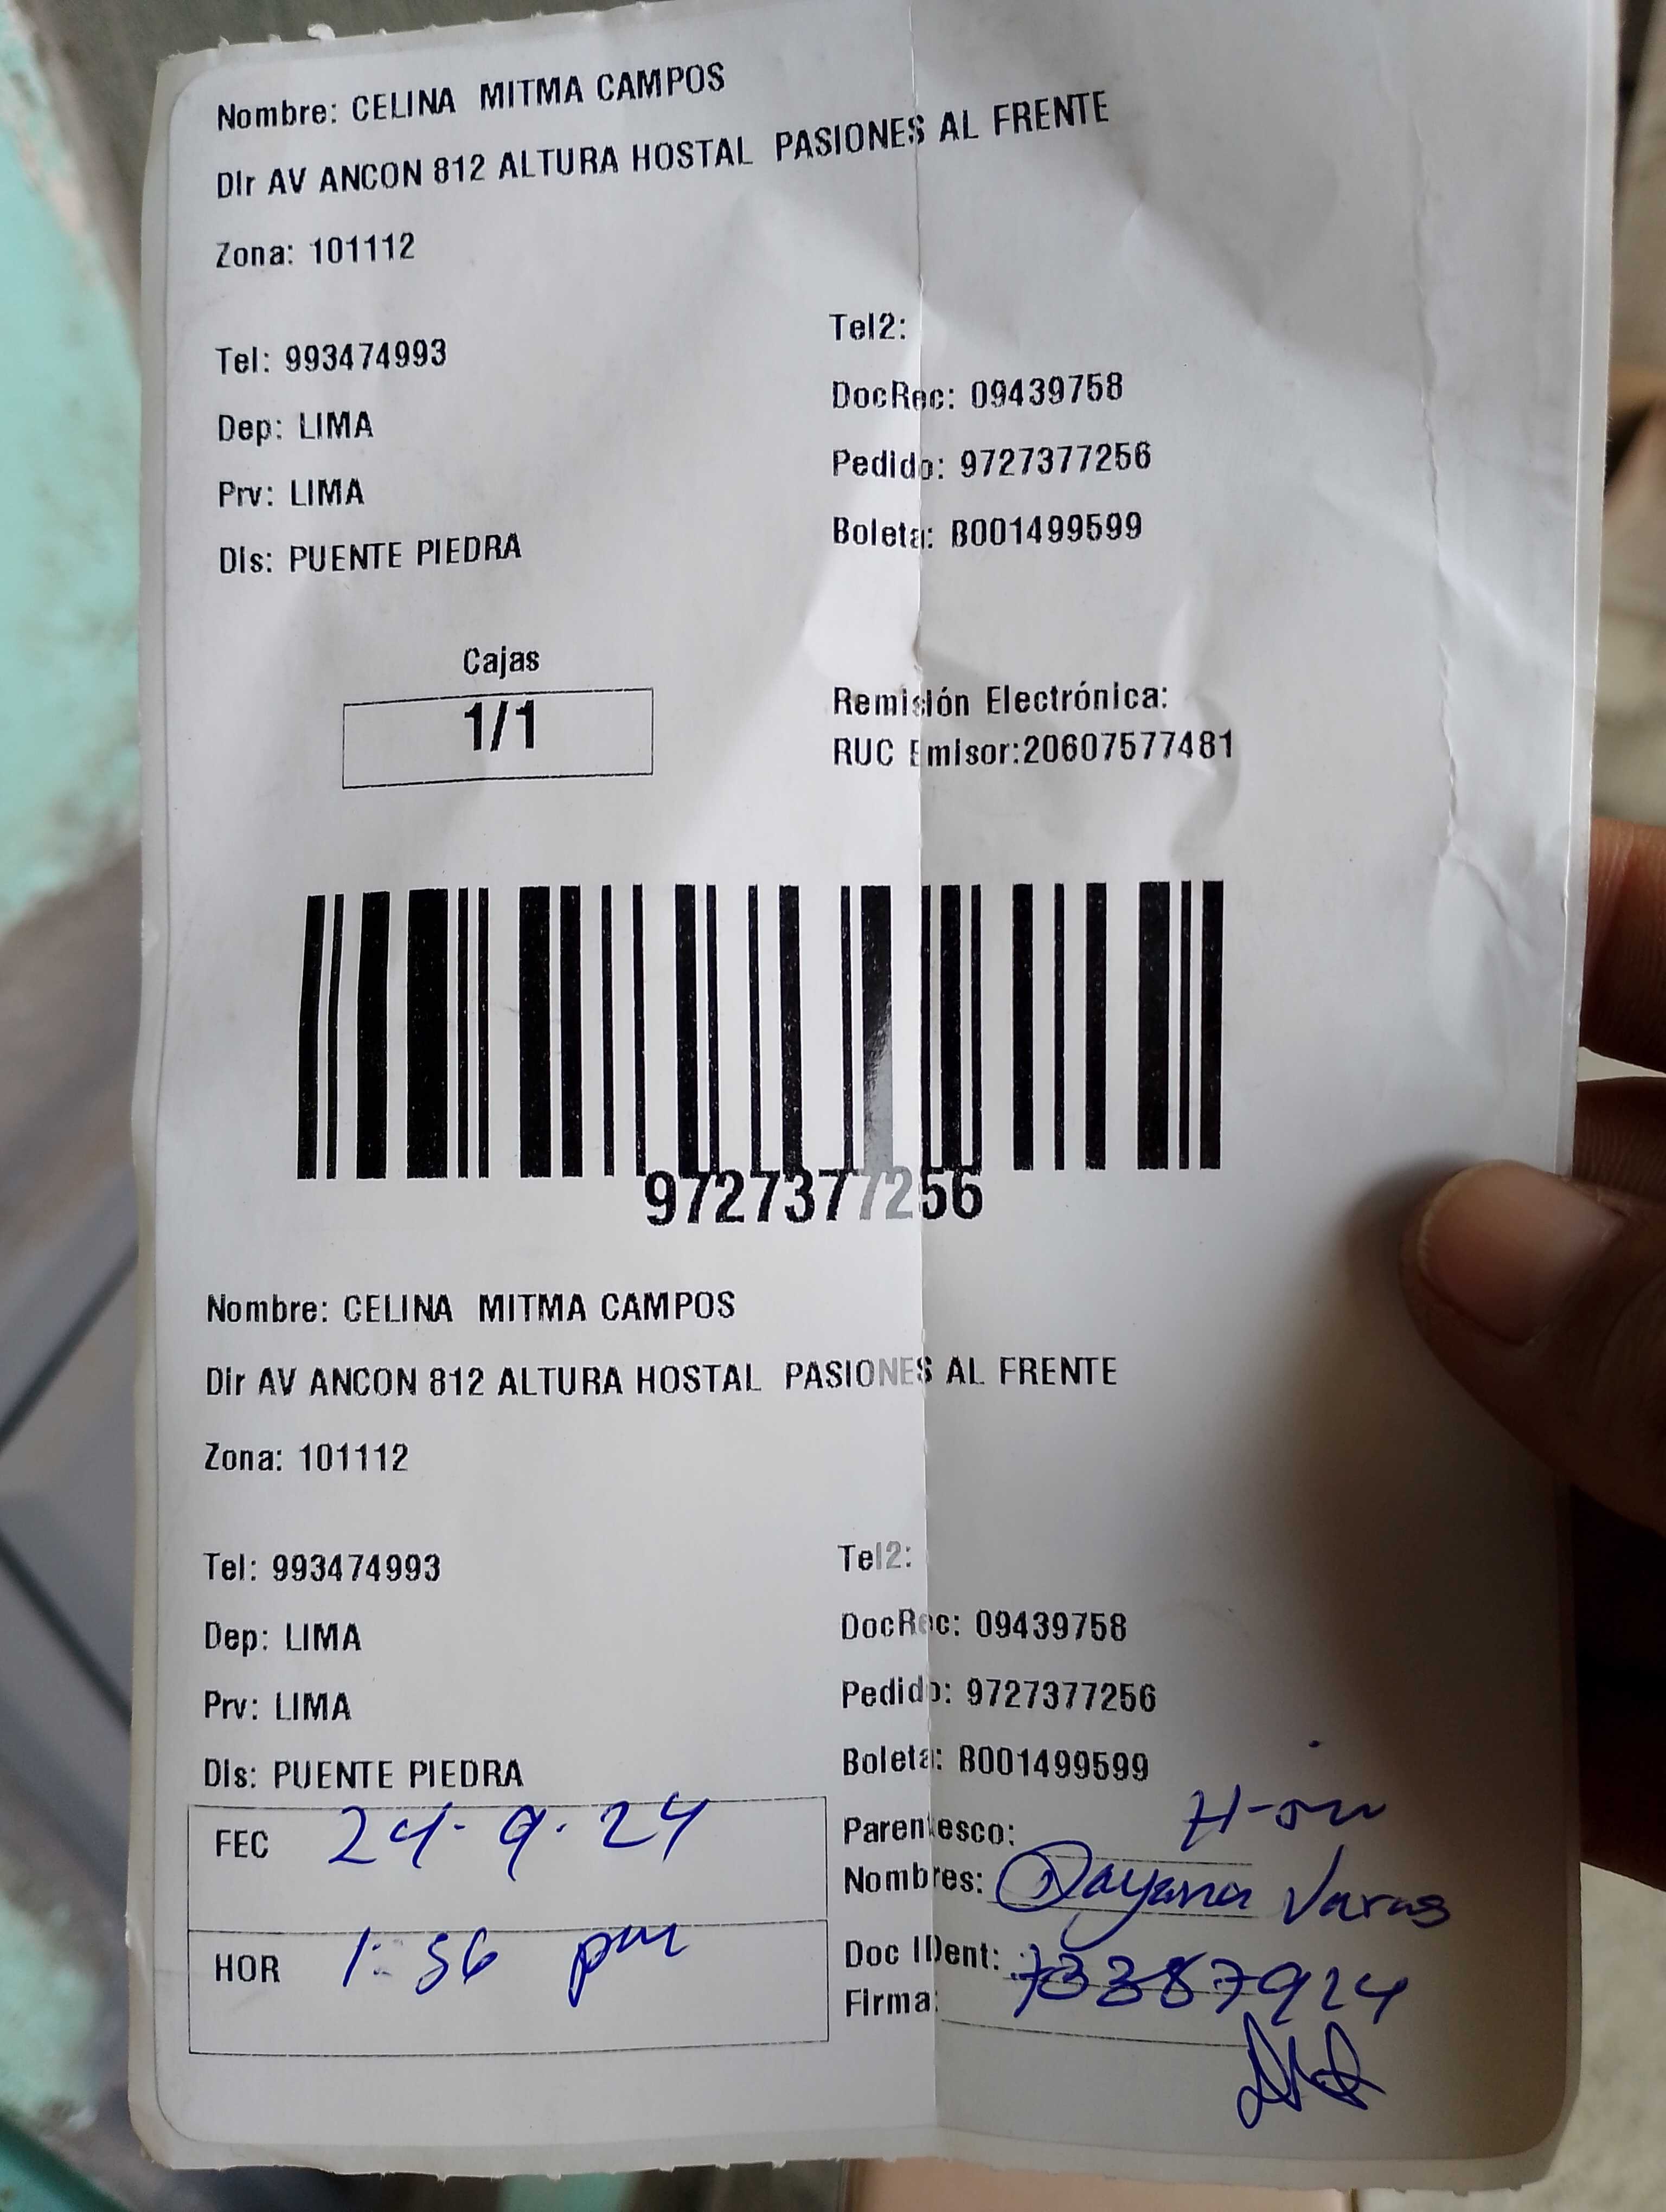 Nombre: CELINA MITMA CAMPOS
Dir AV ANCON 812 ALTURA HOSTAL PASIONES AL FRENTE
Zona: 101112
Tel: 993474993
Tel2:
Dep: LIMA
DocRec: 09439758
Prv: LIMA
Pedido: 9727377256
Dis: PUENTE PIEDRA
Boleta: B001499599
Cajas
1/1
Remisión Electrónica:
RUC Emisor:20607577481
9727377256
Nombre: CELINA MITMA CAMPOS
Dir AV ANCON 812 ALTURA HOSTAL PASIONES AL FRENTE
Zona: 101112
Tel: 993474993
Tel2:
Dep: LIMA
DocRec: 09439758
Prv: LIMA
Pedido: 9727377256
Dis: PUENTE PIEDRA
Boleta: B001499599
FEC 24-9-24
HOR 1:56 pm
Parentesco:
Nombres: Dayana Varas
Doc IDent: 73387924
Firma: